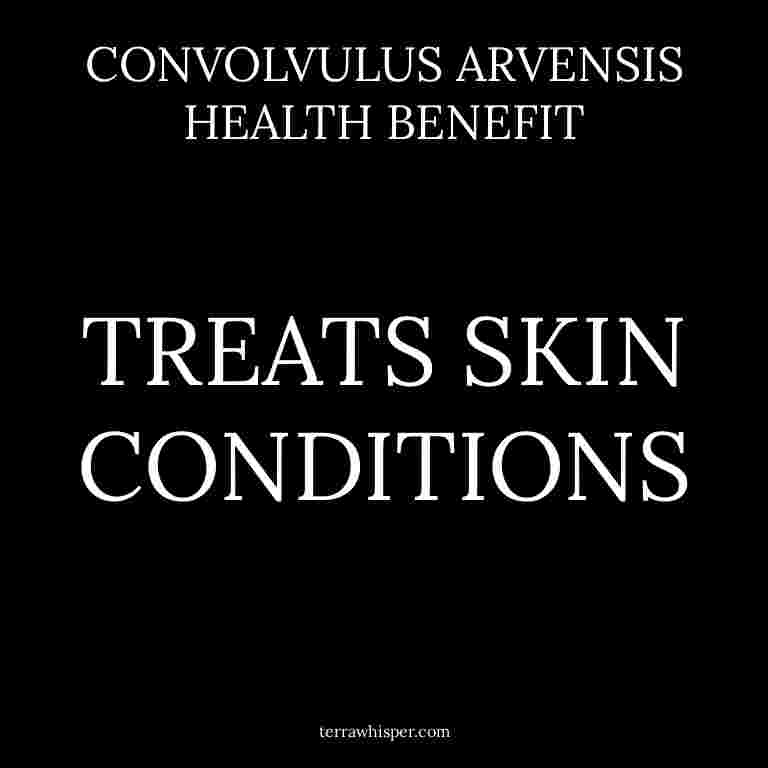 CONVOLVULUS ARVENSIS
HEALTH BENEFIT
TREATS SKIN
CONDITIONS
terrawhisper.com